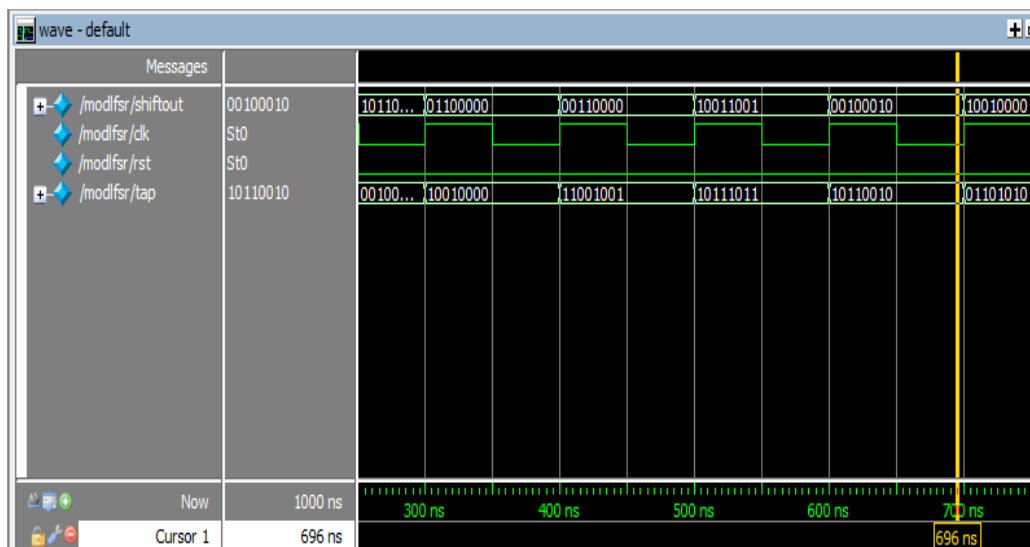 wave - default
Messages
/modlfsr/shiftout 00100010 10110... 01100000 00110000 10011001 00100010 10010000
/modlfsr/clk St0
/modlfsr/rst St0
/modlfsr/tap 10110010 00100... 10010000 11001001 10111011 10110010 01101010
Now 1000 ns 300 ns 400 ns 500 ns 600 ns 700 ns
Cursor 1 696 ns 696 ns